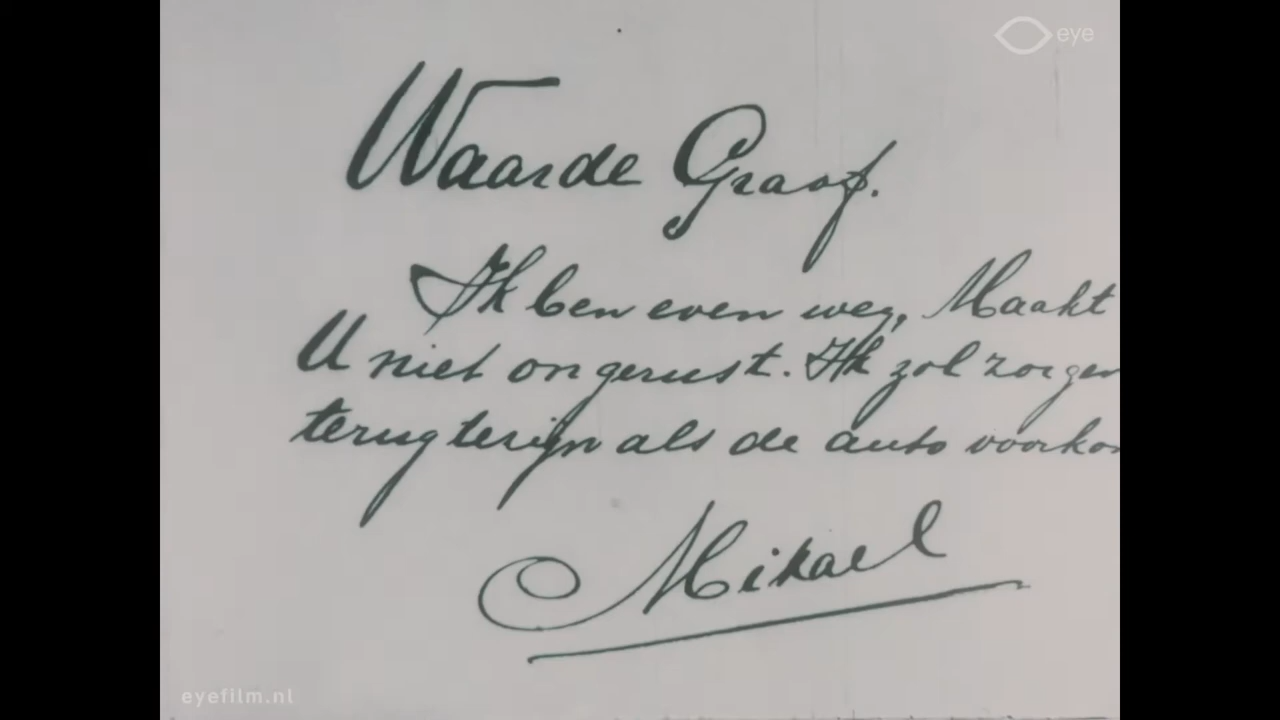 eye
Waarde Graaf.
Ik ben even weg, Maakt
U niet ongerust. Ik zal zorgen
terug te zijn als de auto voorko
Mikael
eyefilm.nl